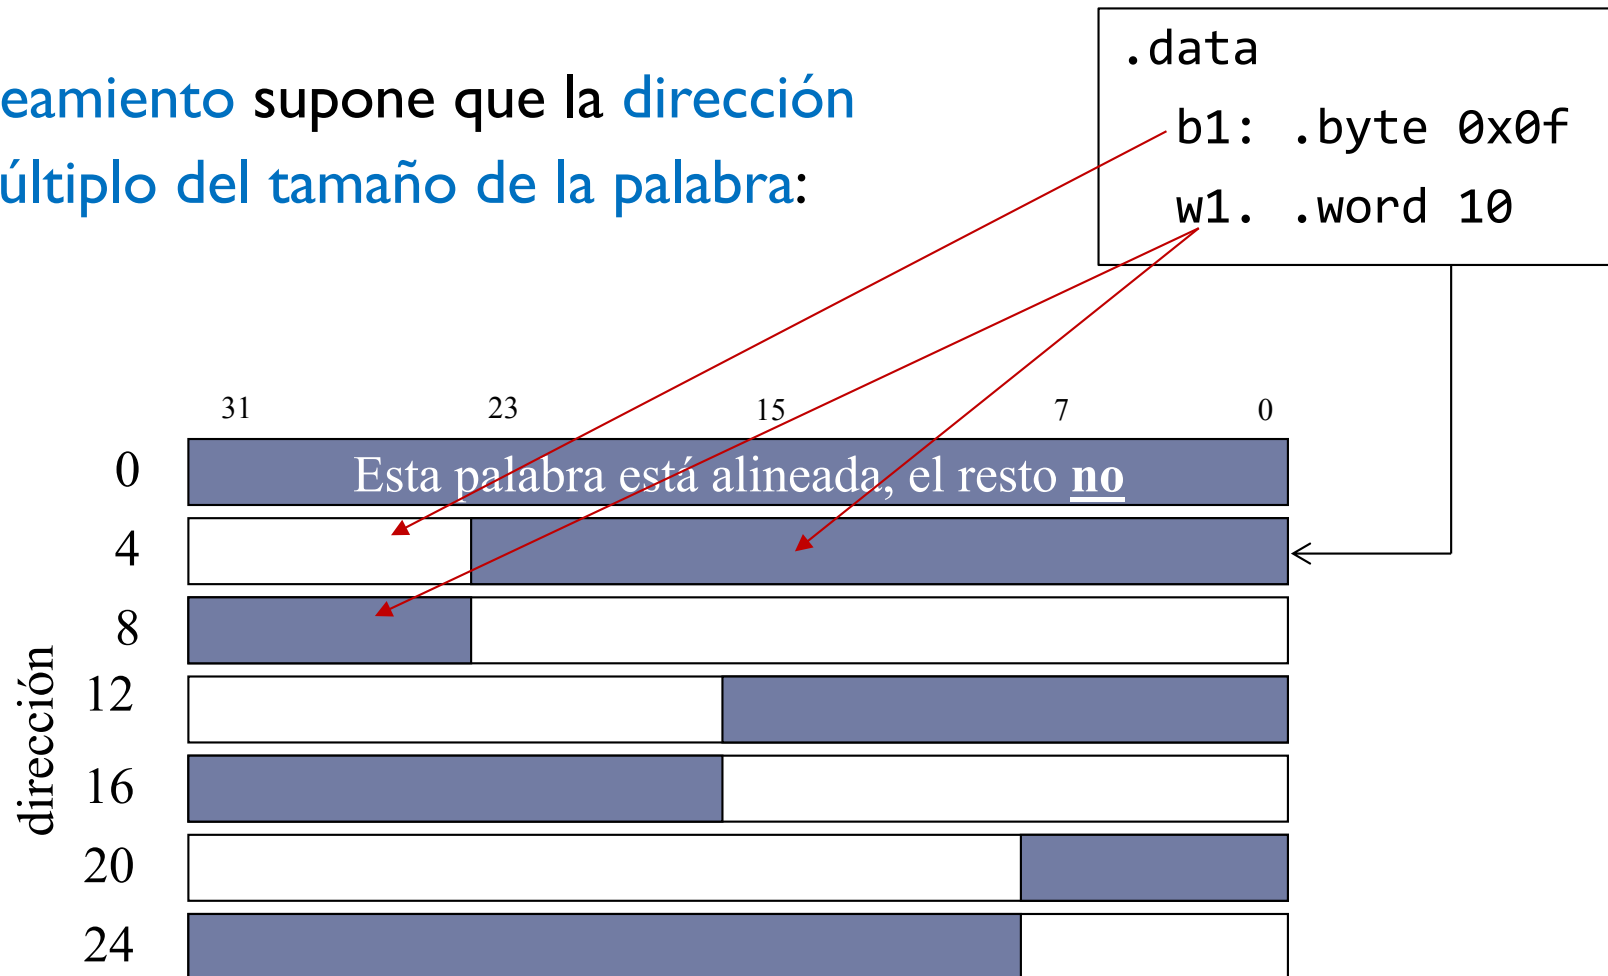 eamiento supone que la dirección
últiplo del tamaño de la palabra:
.data
b1: .byte 0x0f
w1. .word 10
31 23 15 7 0
0 Esta palabra está alineada, el resto no
4
8
12
16
20
24
dirección